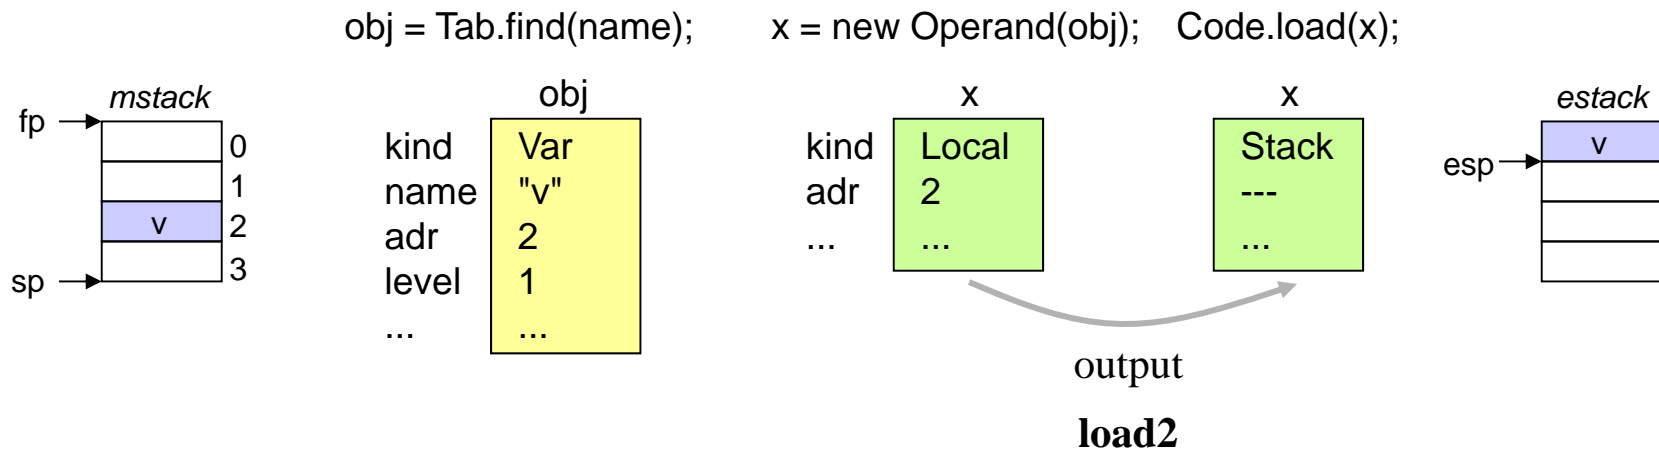 obj = Tab.find(name);
x = new Operand(obj);
Code.load(x);
mstack
fp
0
1
v
2
3
sp
obj
kind Var
name "v"
adr 2
level 1
... ...
x
kind Local
adr 2
... ...
x
Stack
---
...
output
load2
estack
v
esp